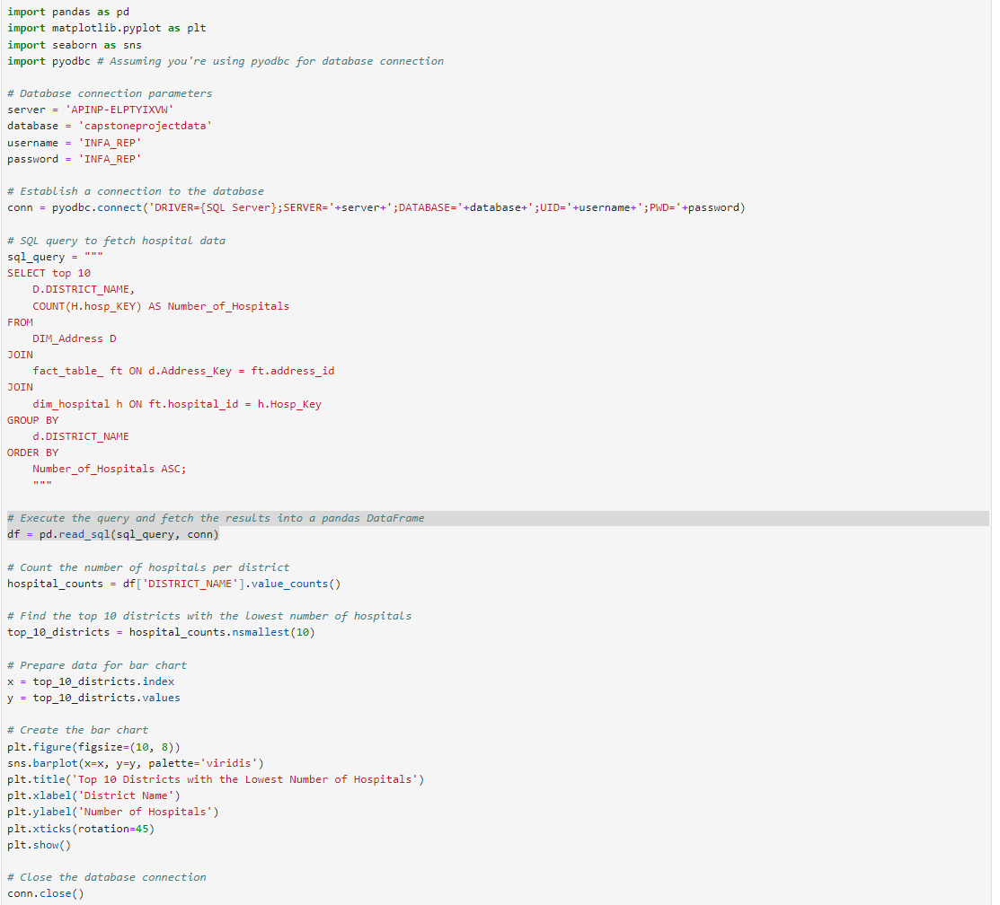 import pandas as pd
import matplotlib.pyplot as plt
import seaborn as sns
import pyodbc # Assuming you're using pyodbc for database connection

# Database connection parameters
server = 'APINP-ELPTYIXVW'
database = 'capstoneprojectdata'
username = 'INFA_REP'
password = 'INFA_REP'

# Establish a connection to the database
conn = pyodbc.connect('DRIVER={SQL Server};SERVER='+server+';DATABASE='+database+';UID='+username+';PWD='+password)

# SQL query to fetch hospital data
sql_query = """
SELECT top 10
    D.DISTRICT_NAME,
    COUNT(H.hosp_KEY) AS Number_of_Hospitals
FROM
    DIM_Address D
JOIN
    fact_table_ ft ON d.Address_Key = ft.address_id
JOIN
    dim_hospital h ON ft.hospital_id = h.Hosp_Key
GROUP BY
    d.DISTRICT_NAME
ORDER BY
    Number_of_Hospitals ASC;
    """

# Execute the query and fetch the results into a pandas DataFrame
df = pd.read_sql(sql_query, conn)

# Count the number of hospitals per district
hospital_counts = df['DISTRICT_NAME'].value_counts()

# Find the top 10 districts with the lowest number of hospitals
top_10_districts = hospital_counts.nsmallest(10)

# Prepare data for bar chart
x = top_10_districts.index
y = top_10_districts.values

# Create the bar chart
plt.figure(figsize=(10, 8))
sns.barplot(x=x, y=y, palette='viridis')
plt.title('Top 10 Districts with the Lowest Number of Hospitals')
plt.xlabel('District Name')
plt.ylabel('Number of Hospitals')
plt.xticks(rotation=45)
plt.show()

# Close the database connection
conn.close()